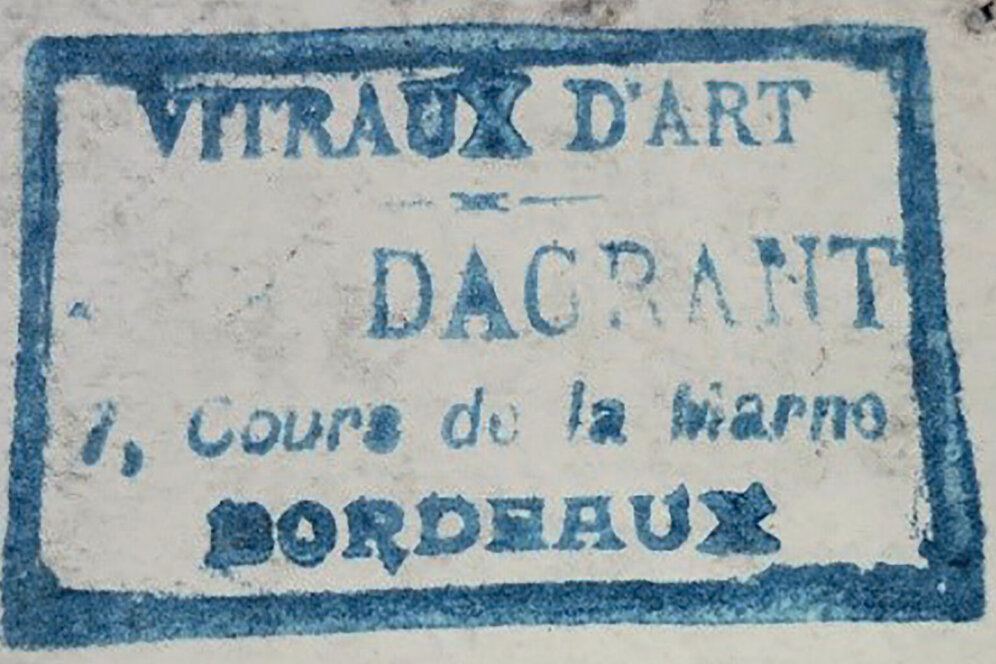 VITRAUX D'ART
DAGRANT
7, Cours de la Marne
BORDEAUX